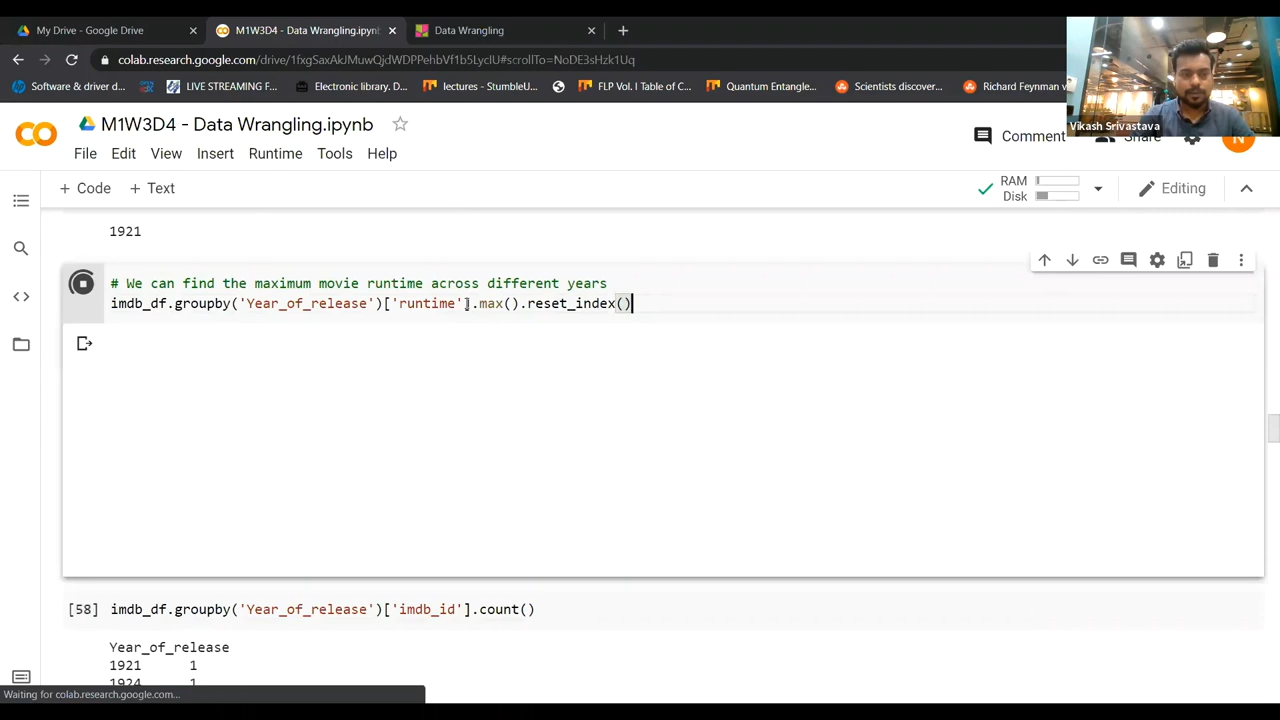 My Drive - Google Drive
M1W3D4 - Data Wrangling.ipynb
Data Wrangling
colab.research.google.com/drive/1fxgSaxAkJMuwQjdWDPPehbVf1b5LycIU#scrollTo=NoDE3sHzk1Uq
Software & driver d...
LIVE STREAMING F...
Electronic library. D...
lectures - StumbleU...
FLP Vol. I Table of C...
Quantum Entangle...
Scientists discover...
Richard Feynman
Vikash Srivastava
M1W3D4 - Data Wrangling.ipynb
Comment
Share
N
File Edit View Insert Runtime Tools Help
+ Code + Text
RAM
Disk
Editing
1921
# We can find the maximum movie runtime across different years
imdb_df.groupby('Year_of_release')['runtime'].max().reset_index()
[58] imdb_df.groupby('Year_of_release')['imdb_id'].count()
Year_of_release
1921 1
1924 1
Waiting for colab.research.google.com...